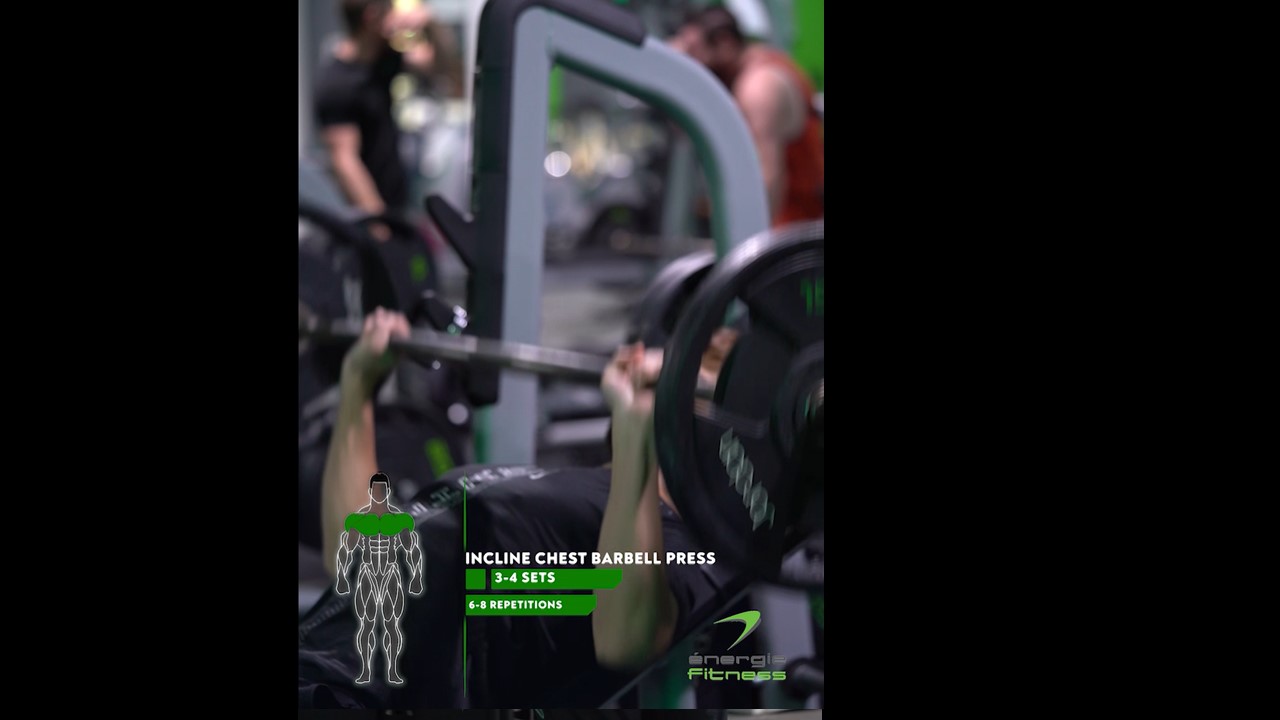 INCLINE CHEST BARBELL PRESS
3-4 SETS
6-8 REPETITIONS
énergie
Fitness